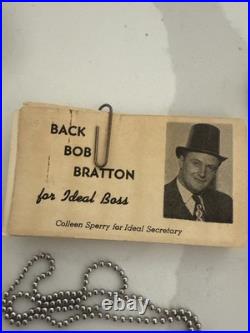 BACK
BOB
BRATTON
for Ideal Boss
Colleen Sperry for Ideal Secretary